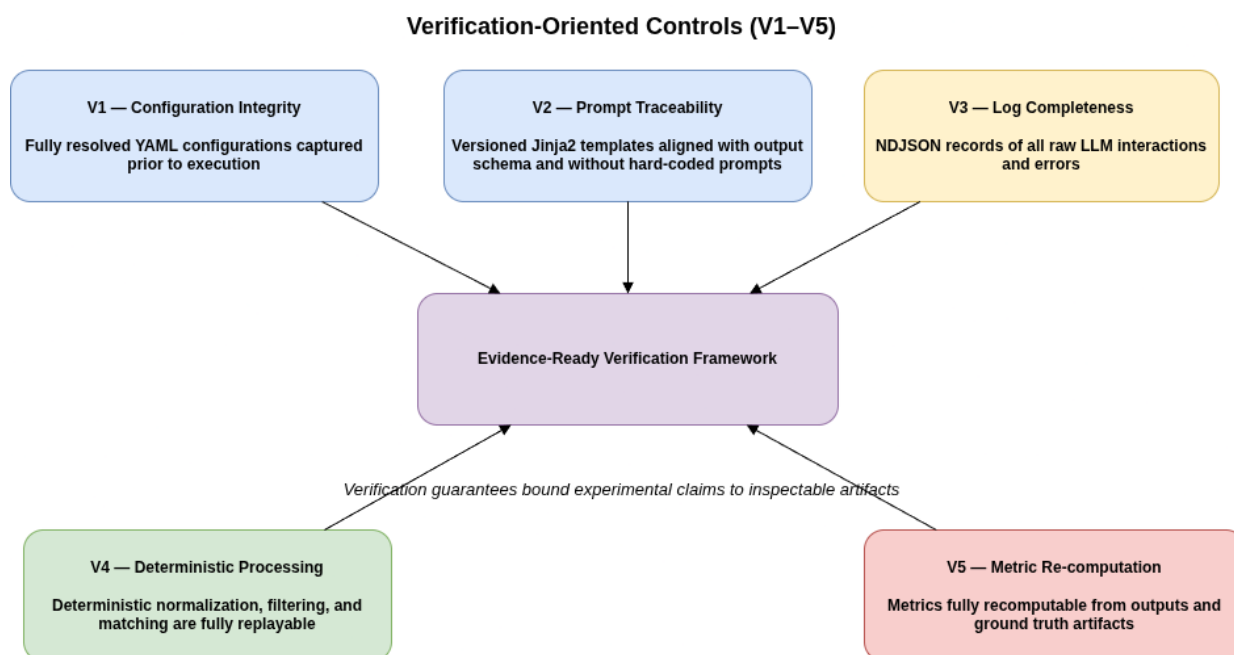 Verification-Oriented Controls (V1–V5)
V1 — Configuration Integrity
Fully resolved YAML configurations captured
prior to execution
V2 — Prompt Traceability
Versioned Jinja2 templates aligned with output
schema and without hard-coded prompts
V3 — Log Completeness
NDJSON records of all raw LLM interactions
and errors
Evidence-Ready Verification Framework
Verification guarantees bound experimental claims to inspectable artifacts
V4 — Deterministic Processing
Deterministic normalization, filtering, and
matching are fully replayable
V5 — Metric Re-computation
Metrics fully recomputable from outputs and
ground truth artifacts